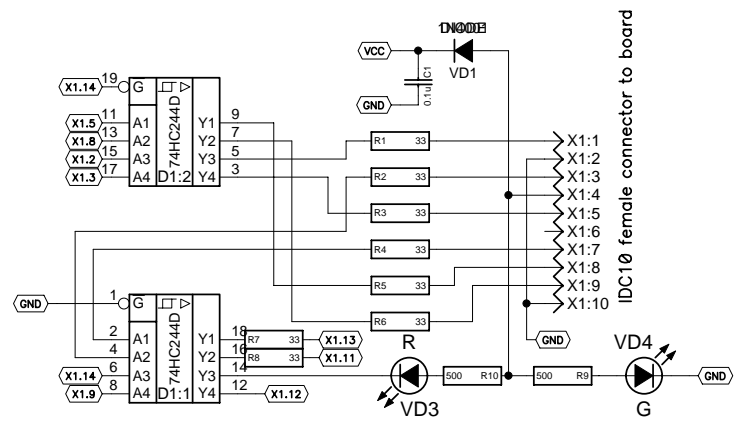 1N4001
DIODE
VCC
VD1
C1
0.1u
GND
X1.14
19
G
X1.5
11
A1
Y1
9
X1.8
13
A2
Y2
7
X1.2
15
A3
Y3
5
X1.3
17
A4
Y4
3
74HC244D
D1:2
R1 33
R2 33
R3 33
R4 33
R5 33
R6 33
X1:1
X1:2
X1:3
X1:4
X1:5
X1:6
X1:7
X1:8
X1:9
X1:10
IDC10 female connector to board
GND
GND
1
G
2
A1
Y1
18
R7 33
X1.13
4
A2
Y2
16
R8 33
X1.11
X1.14
6
A3
Y3
14
X1.9
8
A4
Y4
12
X1.12
74HC244D
D1:1
R
VD3
500 R10
500 R9
VD4
G
GND